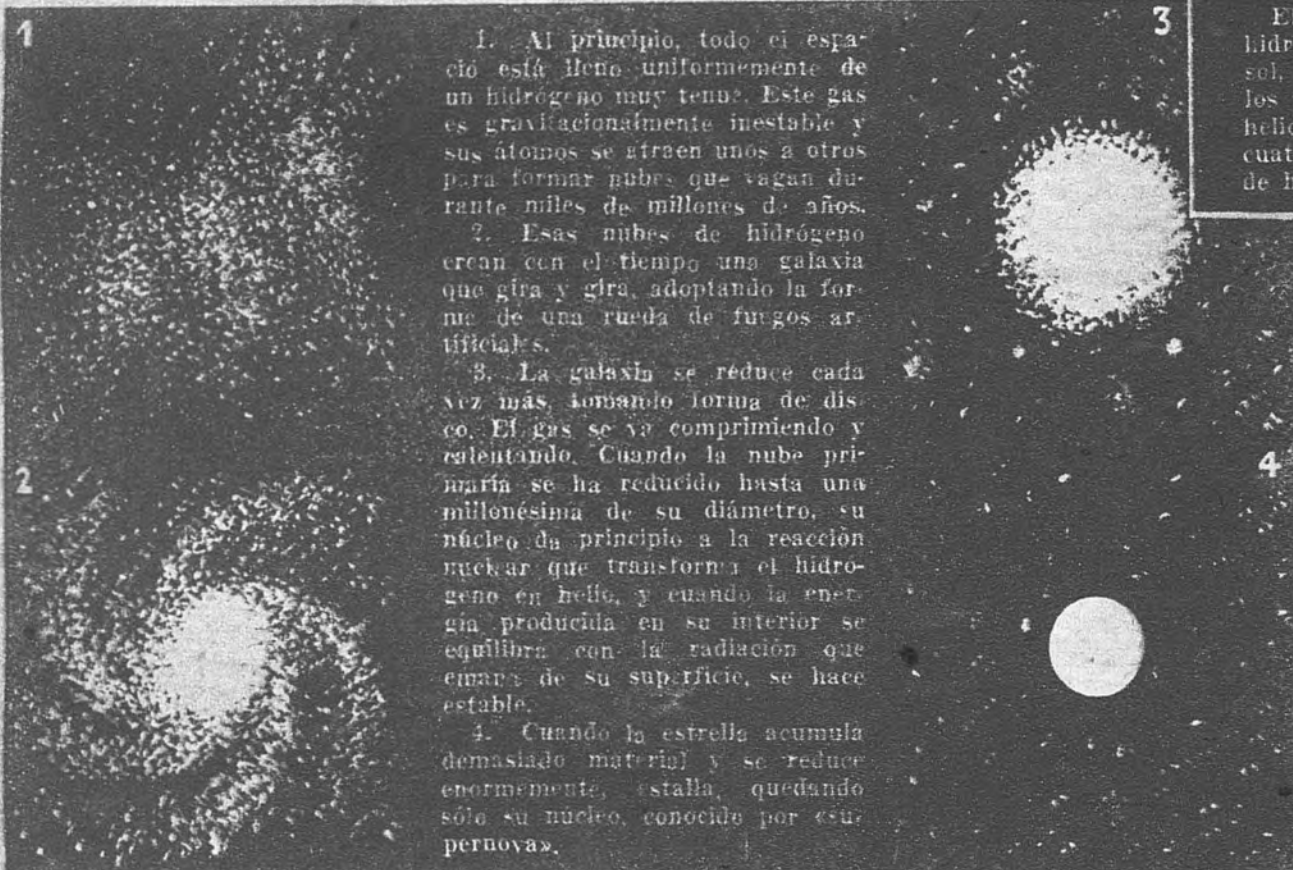 1
1. Al principio, todo el espa-
cio está lleno uniformemente de
un hidrógeno muy tenue. Este gas
es gravitacionalmente inestable y
sus átomos se atraen unos a otros
para formar nubes que vagan du-
rante miles de millones de años.
2. Esas nubes de hidrógeno
crean con el tiempo una galaxia
que gira y gira, adoptando la for-
ma de una rueda de fuegos ar-
tificiales.
3. La galaxia se reduce cada
vez más, tomando forma de dis-
co. El gas se va comprimiendo y
calentando. Cuando la nube pri-
maria se ha reducido hasta una
millonésima de su diámetro, su
núcleo da principio a la reacción
nuclear que transforma el hidró-
geno en helio, y cuando la ener-
gía producida en su interior se
equilibra con la radiación que
emana de su superficie, se hace
estable.
4. Cuando la estrella acumula
demasiado material y se reduce
enormemente, estalla, quedando
sólo su núcleo, conocido por «su-
pernova».
2
3
4
E
hidr
sol,
los
helio
cuat
de h